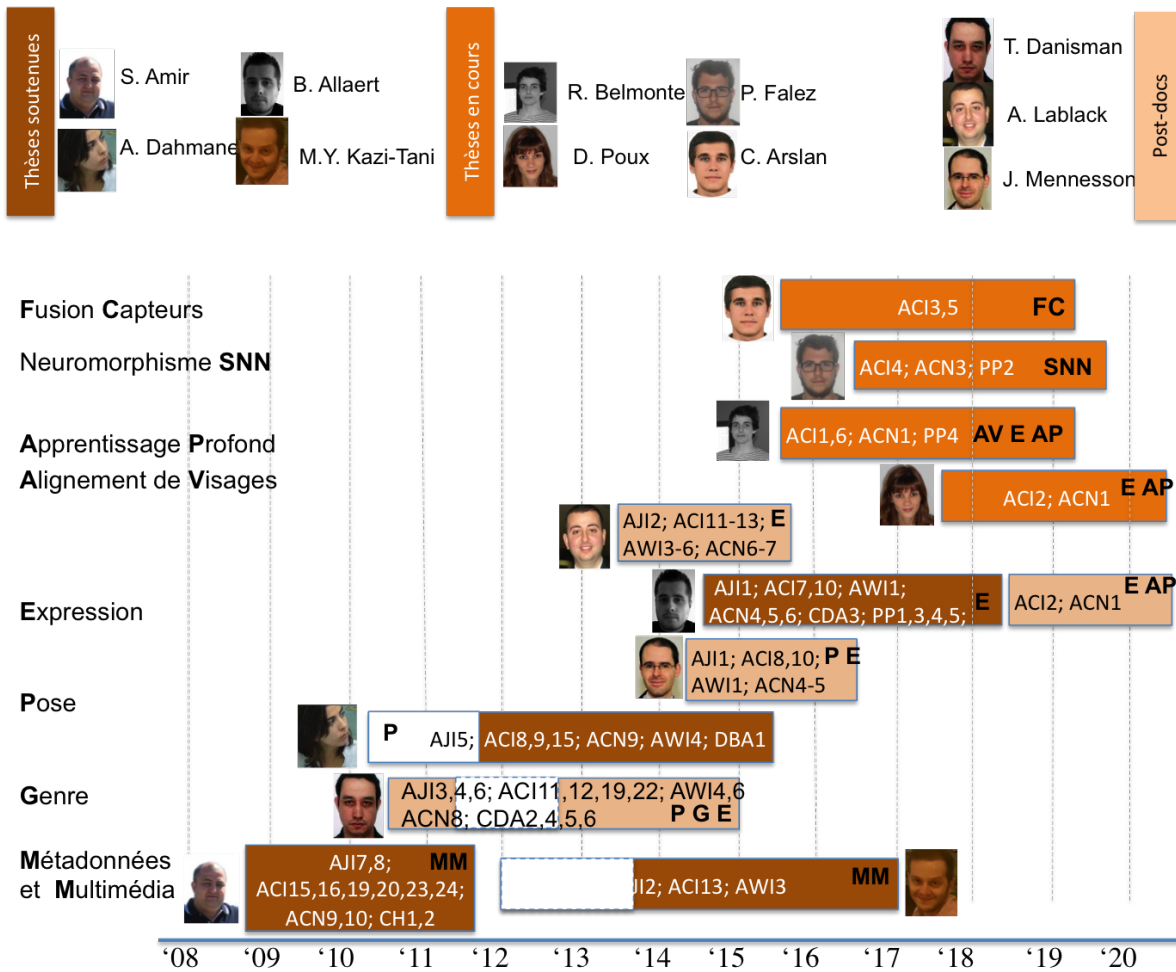 Thèses soutenues
S. Amir
A. Dahmane
B. Allaert
M.Y. Kazi-Tani
Thèses en cours
R. Belmonte
D. Poux
P. Falez
C. Arslan
T. Danisman
A. Lablack
J. Mennesson
Post-docs
Fusion Capteurs
ACI3,5 FC
Neuromorphisme SNN
ACI4; ACN3; PP2 SNN
Apprentissage Profond
ACI1,6; ACN1; PP4 AV E AP
Alignement de Visages
ACI2; ACN1 E AP
AJI2; ACI11-13; E
AWI3-6; ACN6-7
Expression
AJI1; ACI7,10; AWI1;
ACN4,5,6; CDA3; PP1,3,4,5; E
ACI2; ACN1 E AP
AJI1; ACI8,10; P E
AWI1; ACN4-5
Pose
P AJI5; ACI8,9,15; ACN9; AWI4; DBA1
Genre
AJI3,4,6; ACI11,12,19,22; AWI4,6
ACN8; CDA2,4,5,6 P G E
Métadonnées
et Multimédia
AJI7,8; MM
ACI15,16,19,20,23,24;
ACN9,10; CH1,2
JI2; ACI13; AWI3 MM
‘08 ‘09 ‘10 ‘11 ‘12 ‘13 ‘14 ‘15 ‘16 ‘17 ‘18 ‘19 ‘20